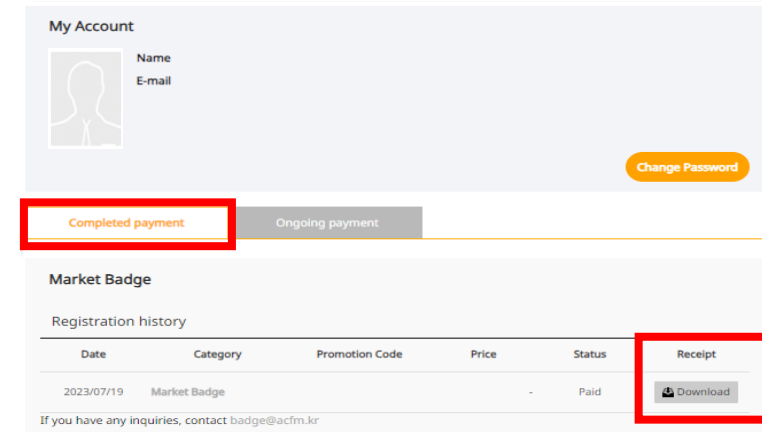 My Account
Name
E-mail
Change Password
Completed payment
Ongoing payment
Market Badge
Registration history
Date Category Promotion Code Price Status Receipt
2023/07/19 Market Badge - Paid Download
If you have any inquiries, contact badge@acfm.kr